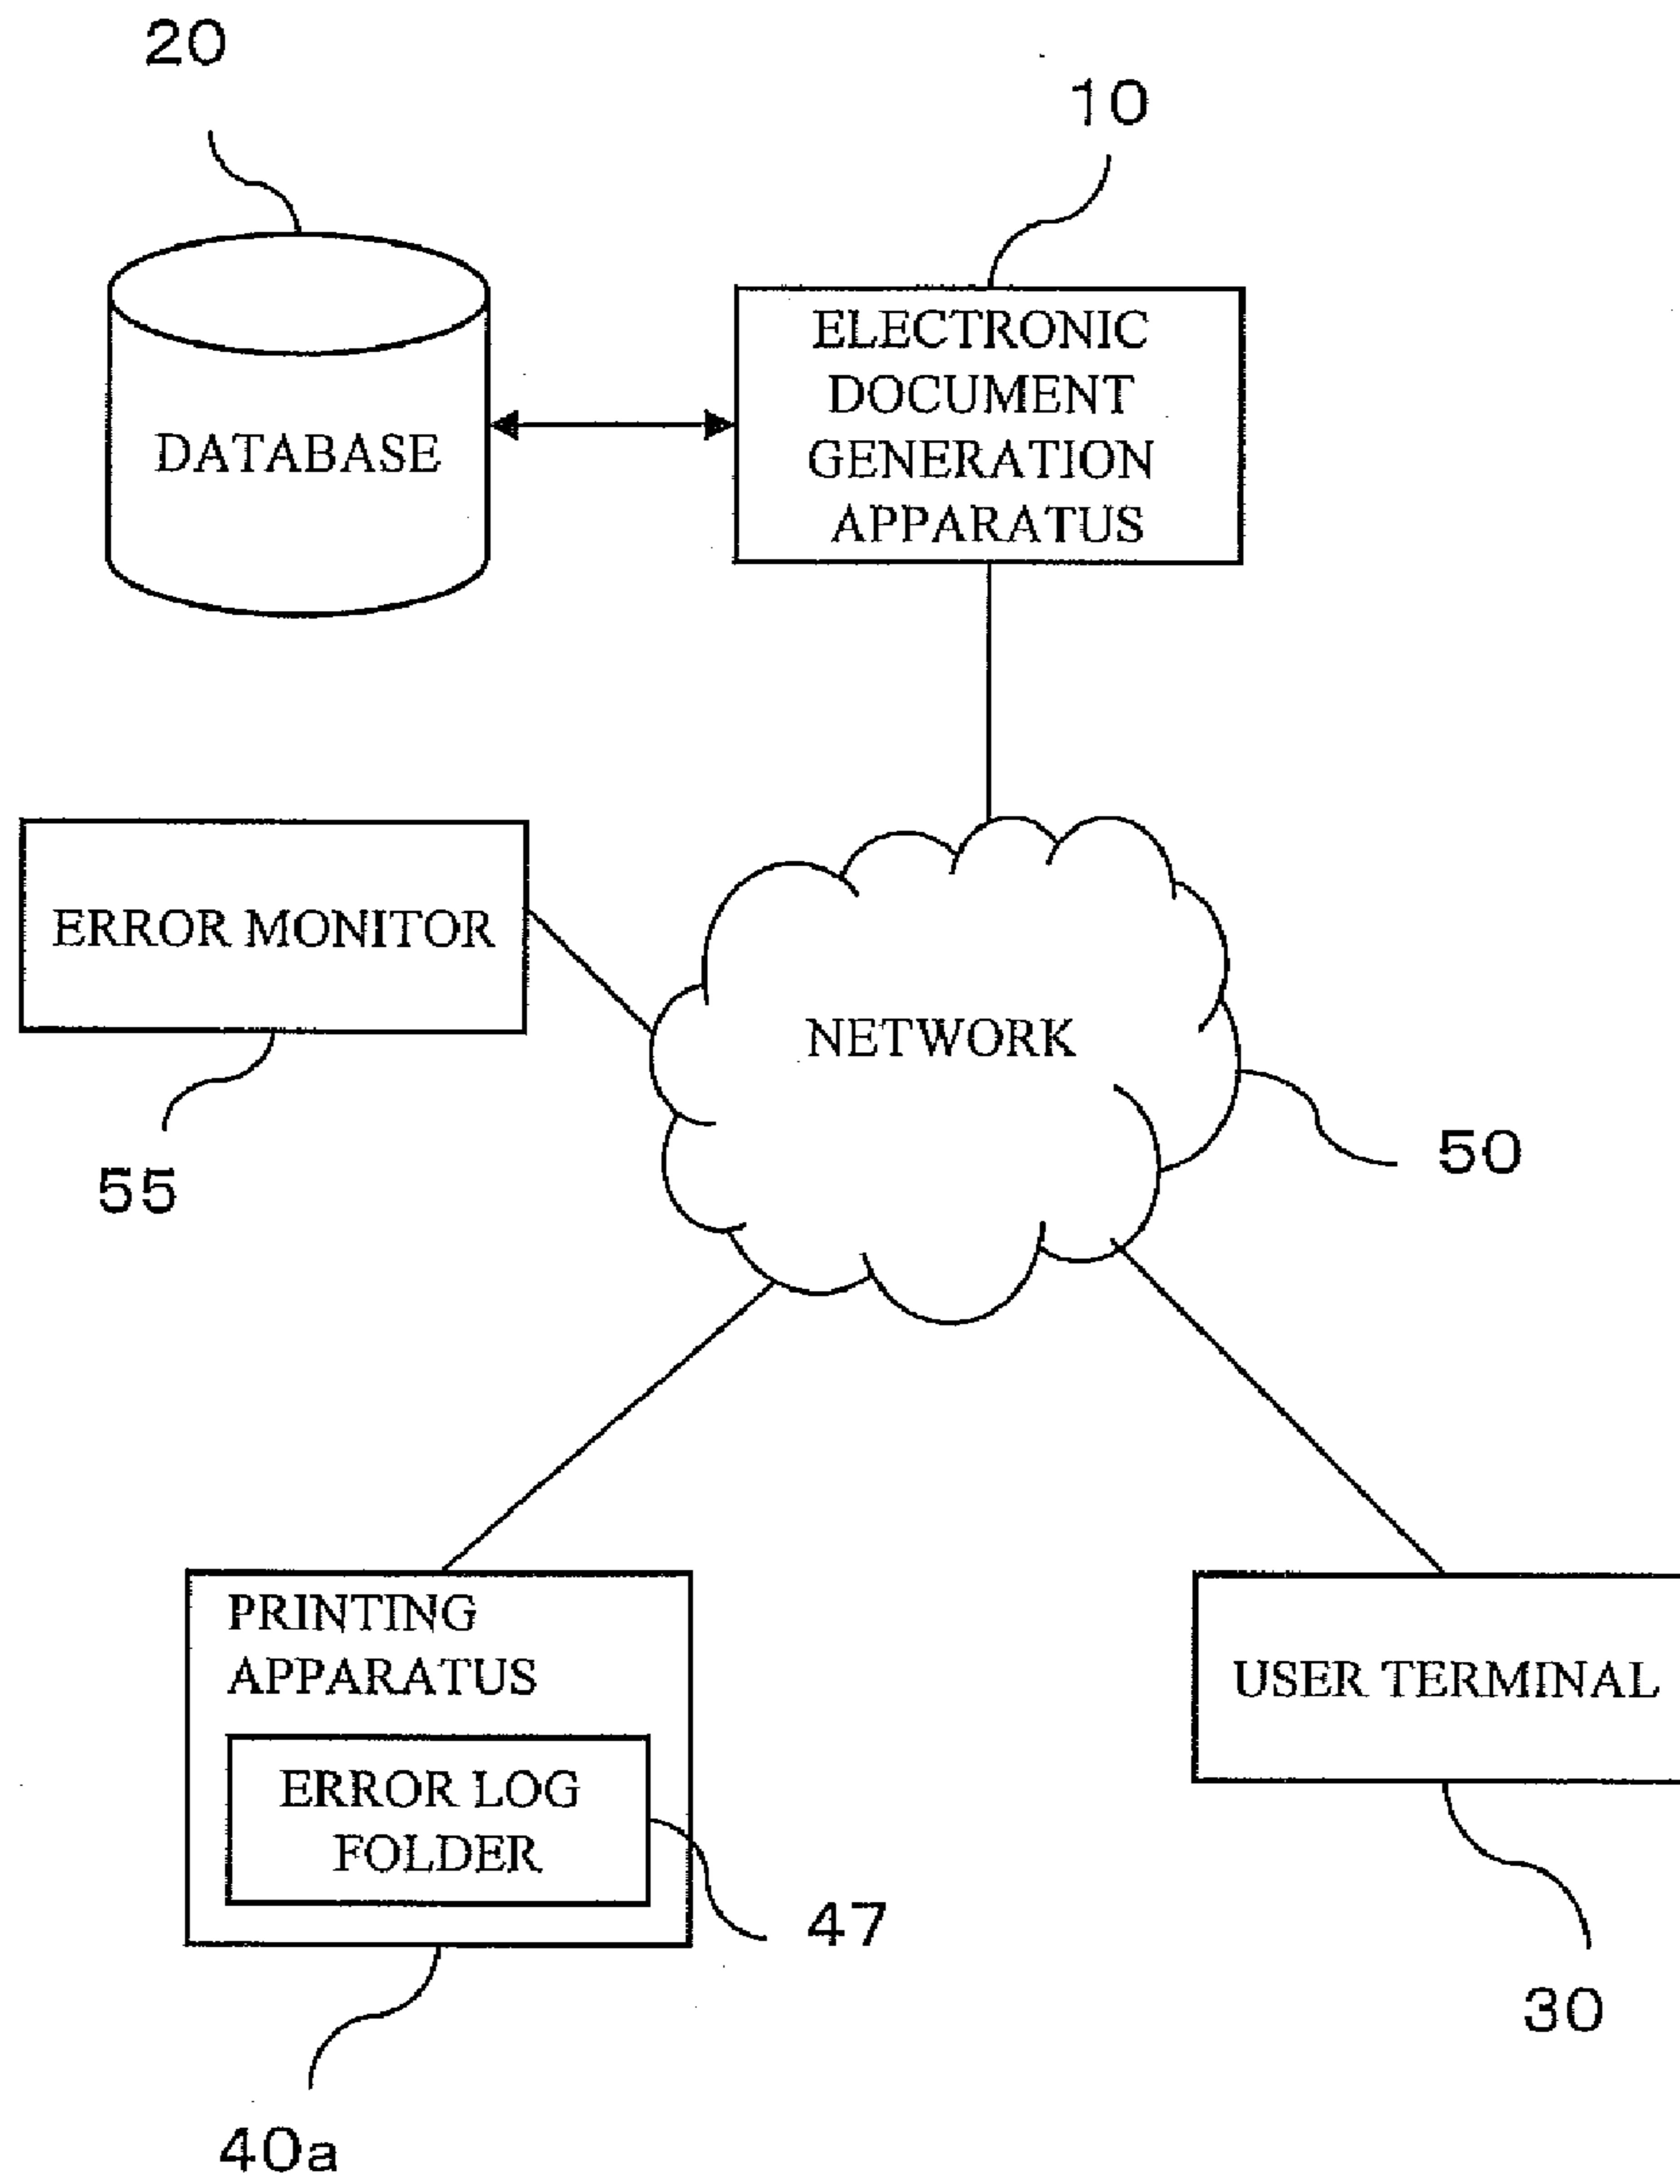 20
10
DATABASE
ELECTRONIC
DOCUMENT
GENERATION
APPARATUS
ERROR MONITOR
NETWORK
55
50
PRINTING
APPARATUS
ERROR LOG
FOLDER
47
USER TERMINAL
30
40a